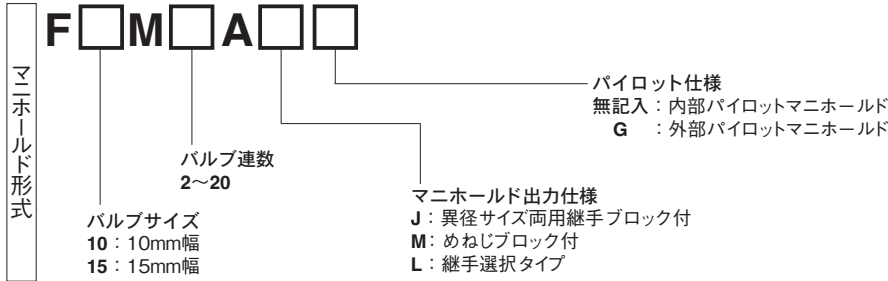 マニホールド形式
F□M□A□□
パイロット仕様
無記入：内部パイロットマニホールド
G：外部パイロットマニホールド
バルブ連数
2〜20
マニホールド出力仕様
J：異径サイズ両用継手ブロック付
M：めねじブロック付
L：継手選択タイプ
バルブサイズ
10：10mm幅
15：15mm幅